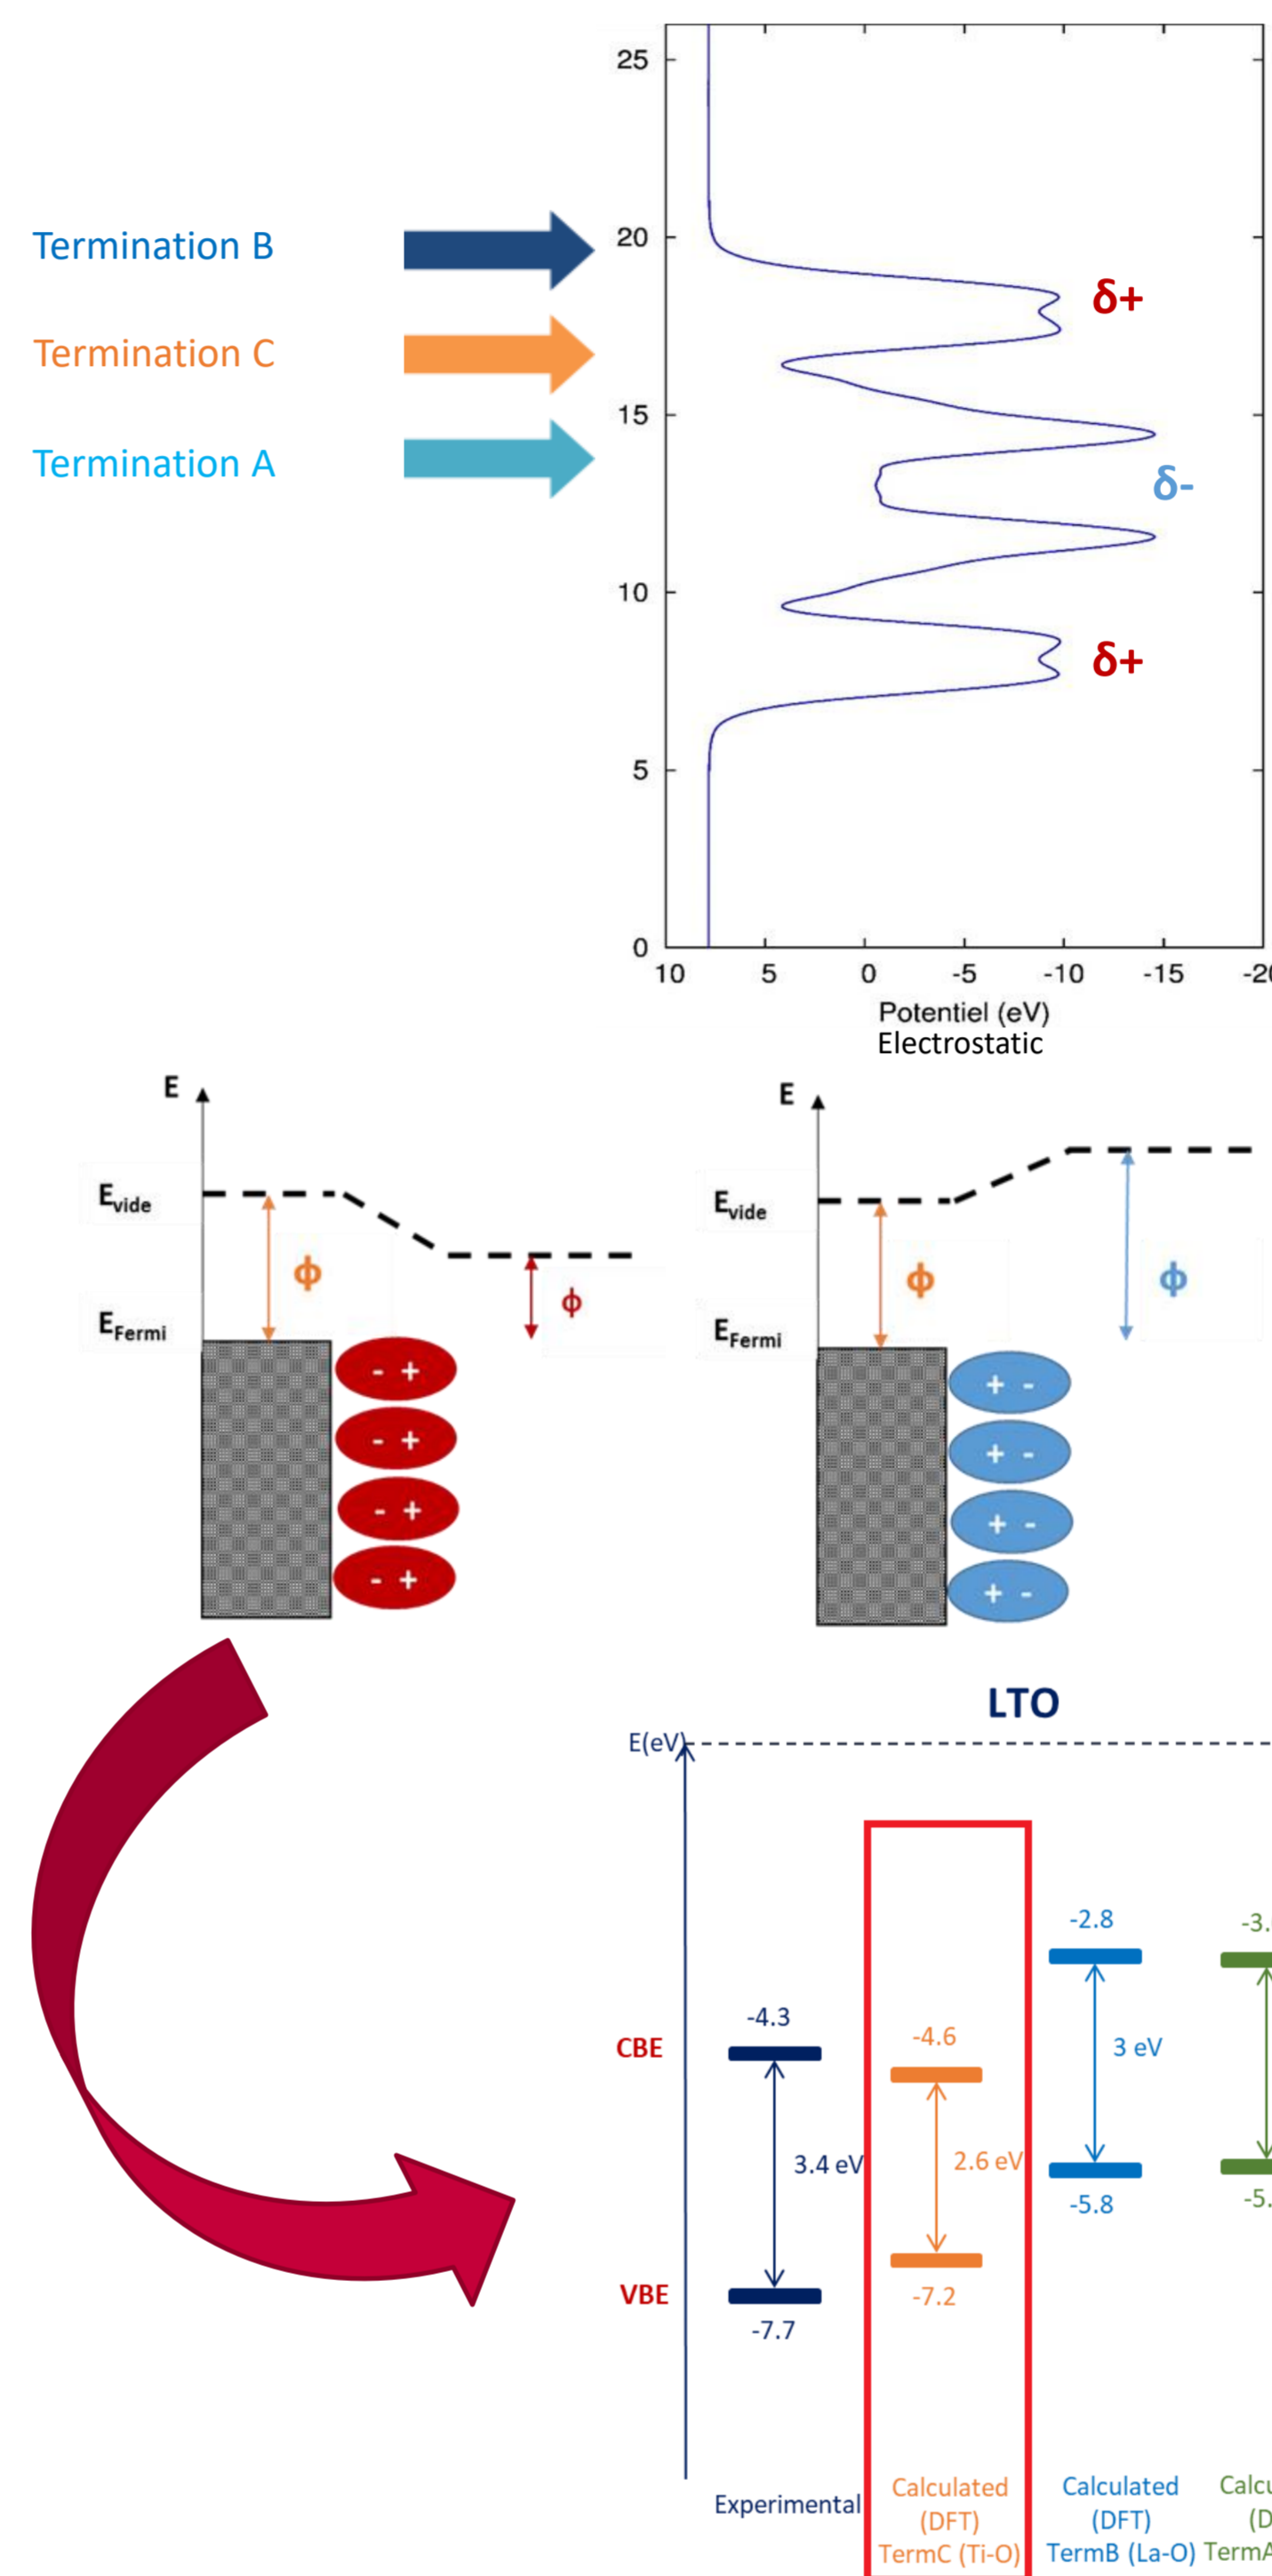 25
Termination B
20
δ+
Termination C
15
Termination A
δ-
10
δ+
5
0
10 5 0 -5 -10 -15
Potentiel (eV)
Electrostatic
E
E
Evide
Evide
ϕ
ϕ
ϕ
ϕ
EFermi
EFermi
- +
+ -
- +
+ -
- +
+ -
- +
+ -
LTO
E(eV)
-2.8
-4.3
-4.6
CBE
3 eV
3.4 eV
2.6 eV
-5.8
VBE
-7.2
-7.7
Experimental
Calculated
(DFT)
TermC (Ti-O)
Calculated
(DFT)
TermB (La-O)